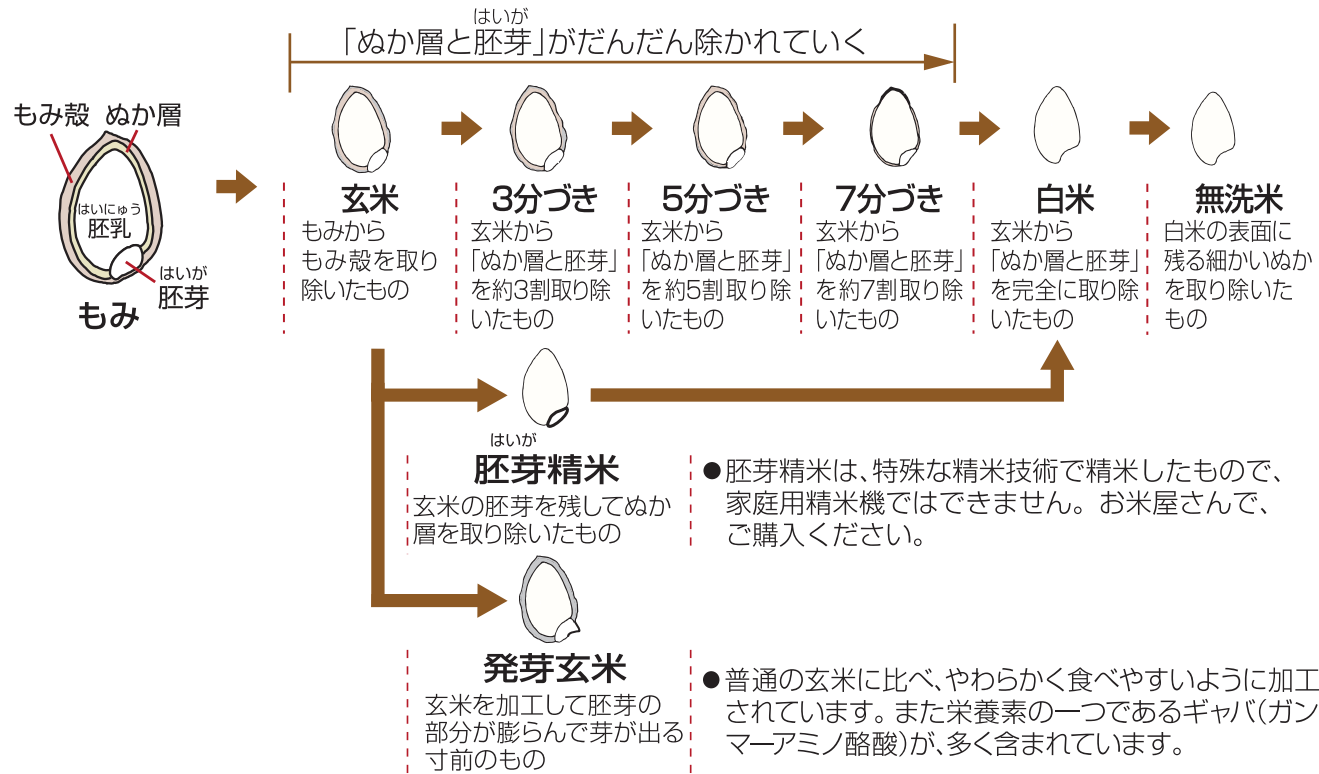 はいが
「ぬか層と胚芽」がだんだん除かれていく
もみ殻 ぬか層
はいにゅう
胚乳
はいが
胚芽
もみ
玄米
もみから
もみ殻を取り
除いたもの
3分づき
玄米から
「ぬか層と胚芽」
を約3割取り除
いたもの
5分づき
玄米から
「ぬか層と胚芽」
を約5割取り除
いたもの
7分づき
玄米から
「ぬか層と胚芽」
を約7割取り除
いたもの
白米
玄米から
「ぬか層と胚芽」
を完全に取り除
いたもの
無洗米
白米の表面に
残る細かいぬか
を取り除いた
もの
はいが
胚芽精米
玄米の胚芽を残してぬか
層を取り除いたもの
●胚芽精米は、特殊な精米技術で精米したもので、
家庭用精米機ではできません。お米屋さんで、
ご購入ください。
発芽玄米
玄米を加工して胚芽の
部分が膨らんで芽が出る
寸前のもの
●普通の玄米に比べ、やわらかく食べやすいように加工
されています。また栄養素の一つであるギャバ(ガン
マーアミノ酪酸)が、多く含まれています。